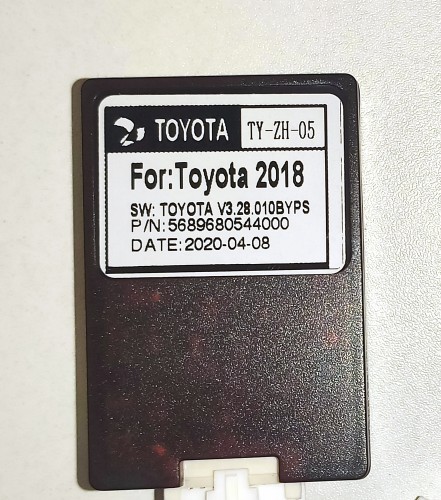 TOYOTA TY-ZH-05
For:Toyota 2018
SW: TOYOTA V3.28.010BYPS
P/N:5689680544000
DATE:2020-04-08